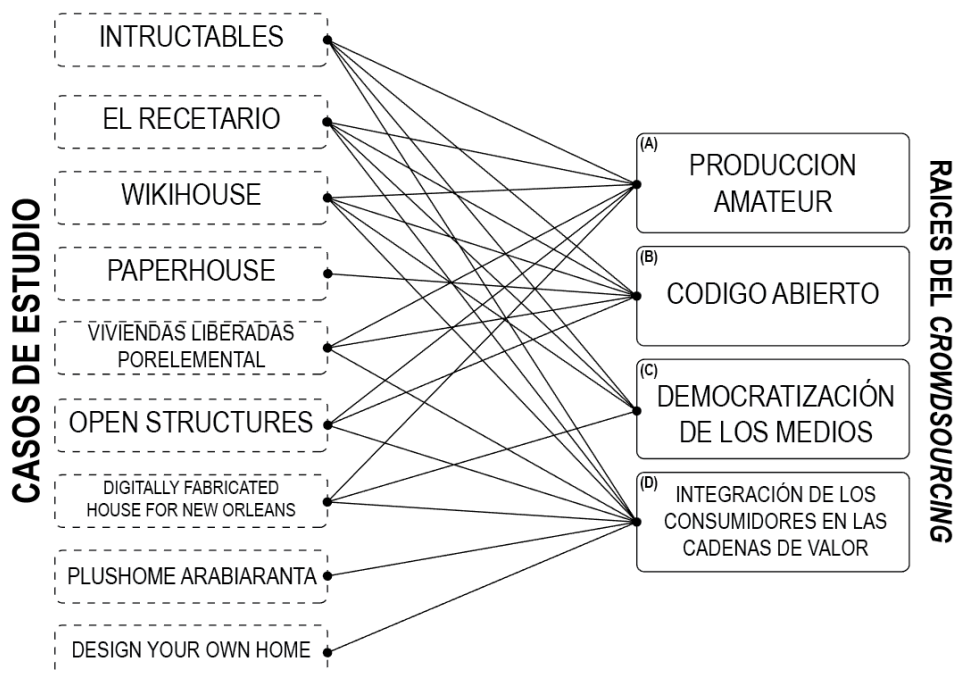 CASOS DE ESTUDIO
INTRUCTABLES
EL RECETARIO
WIKIHOUSE
PAPERHOUSE
VIVIENDAS LIBERADAS
PORELEMENTAL
OPEN STRUCTURES
DIGITALLY FABRICATED
HOUSE FOR NEW ORLEANS
PLUSHOME ARABIARANTA
DESIGN YOUR OWN HOME
(A)
PRODUCCION
AMATEUR
(B)
CODIGO ABIERTO
(C)
DEMOCRATIZACIÓN
DE LOS MEDIOS
(D)
INTEGRACIÓN DE LOS
CONSUMIDORES EN LAS
CADENAS DE VALOR
RAICES DEL CROWDSOURCING